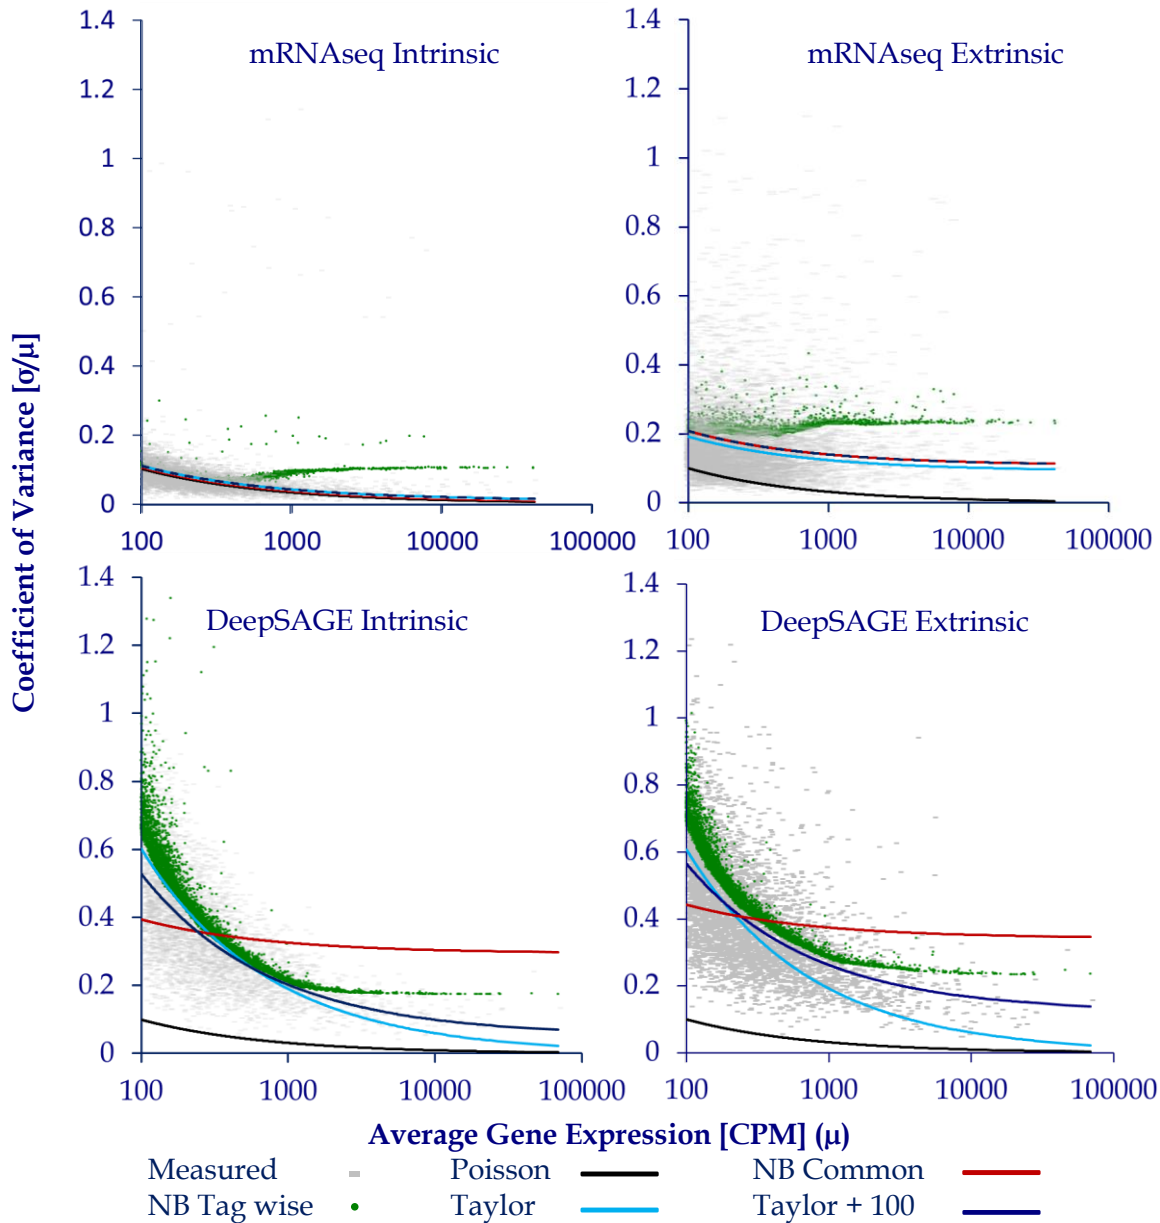 mRNAseq Intrinsic
1.4
1.2
1
0.8
0.6
0.4
0.2
0
100 1000 10000 100000
mRNAseq Extrinsic
1.4
1.2
1
0.8
0.6
0.4
0.2
0
100 1000 10000 100000
Coefficient of Variance [σ/μ]
DeepSAGE Intrinsic
1.4
1.2
1
0.8
0.6
0.4
0.2
0
100 1000 10000 100000
DeepSAGE Extrinsic
1.4
1.2
1
0.8
0.6
0.4
0.2
0
100 1000 10000 100000
Average Gene Expression [CPM] (μ)
Measured Poisson NB Common
NB Tag wise Taylor Taylor + 100